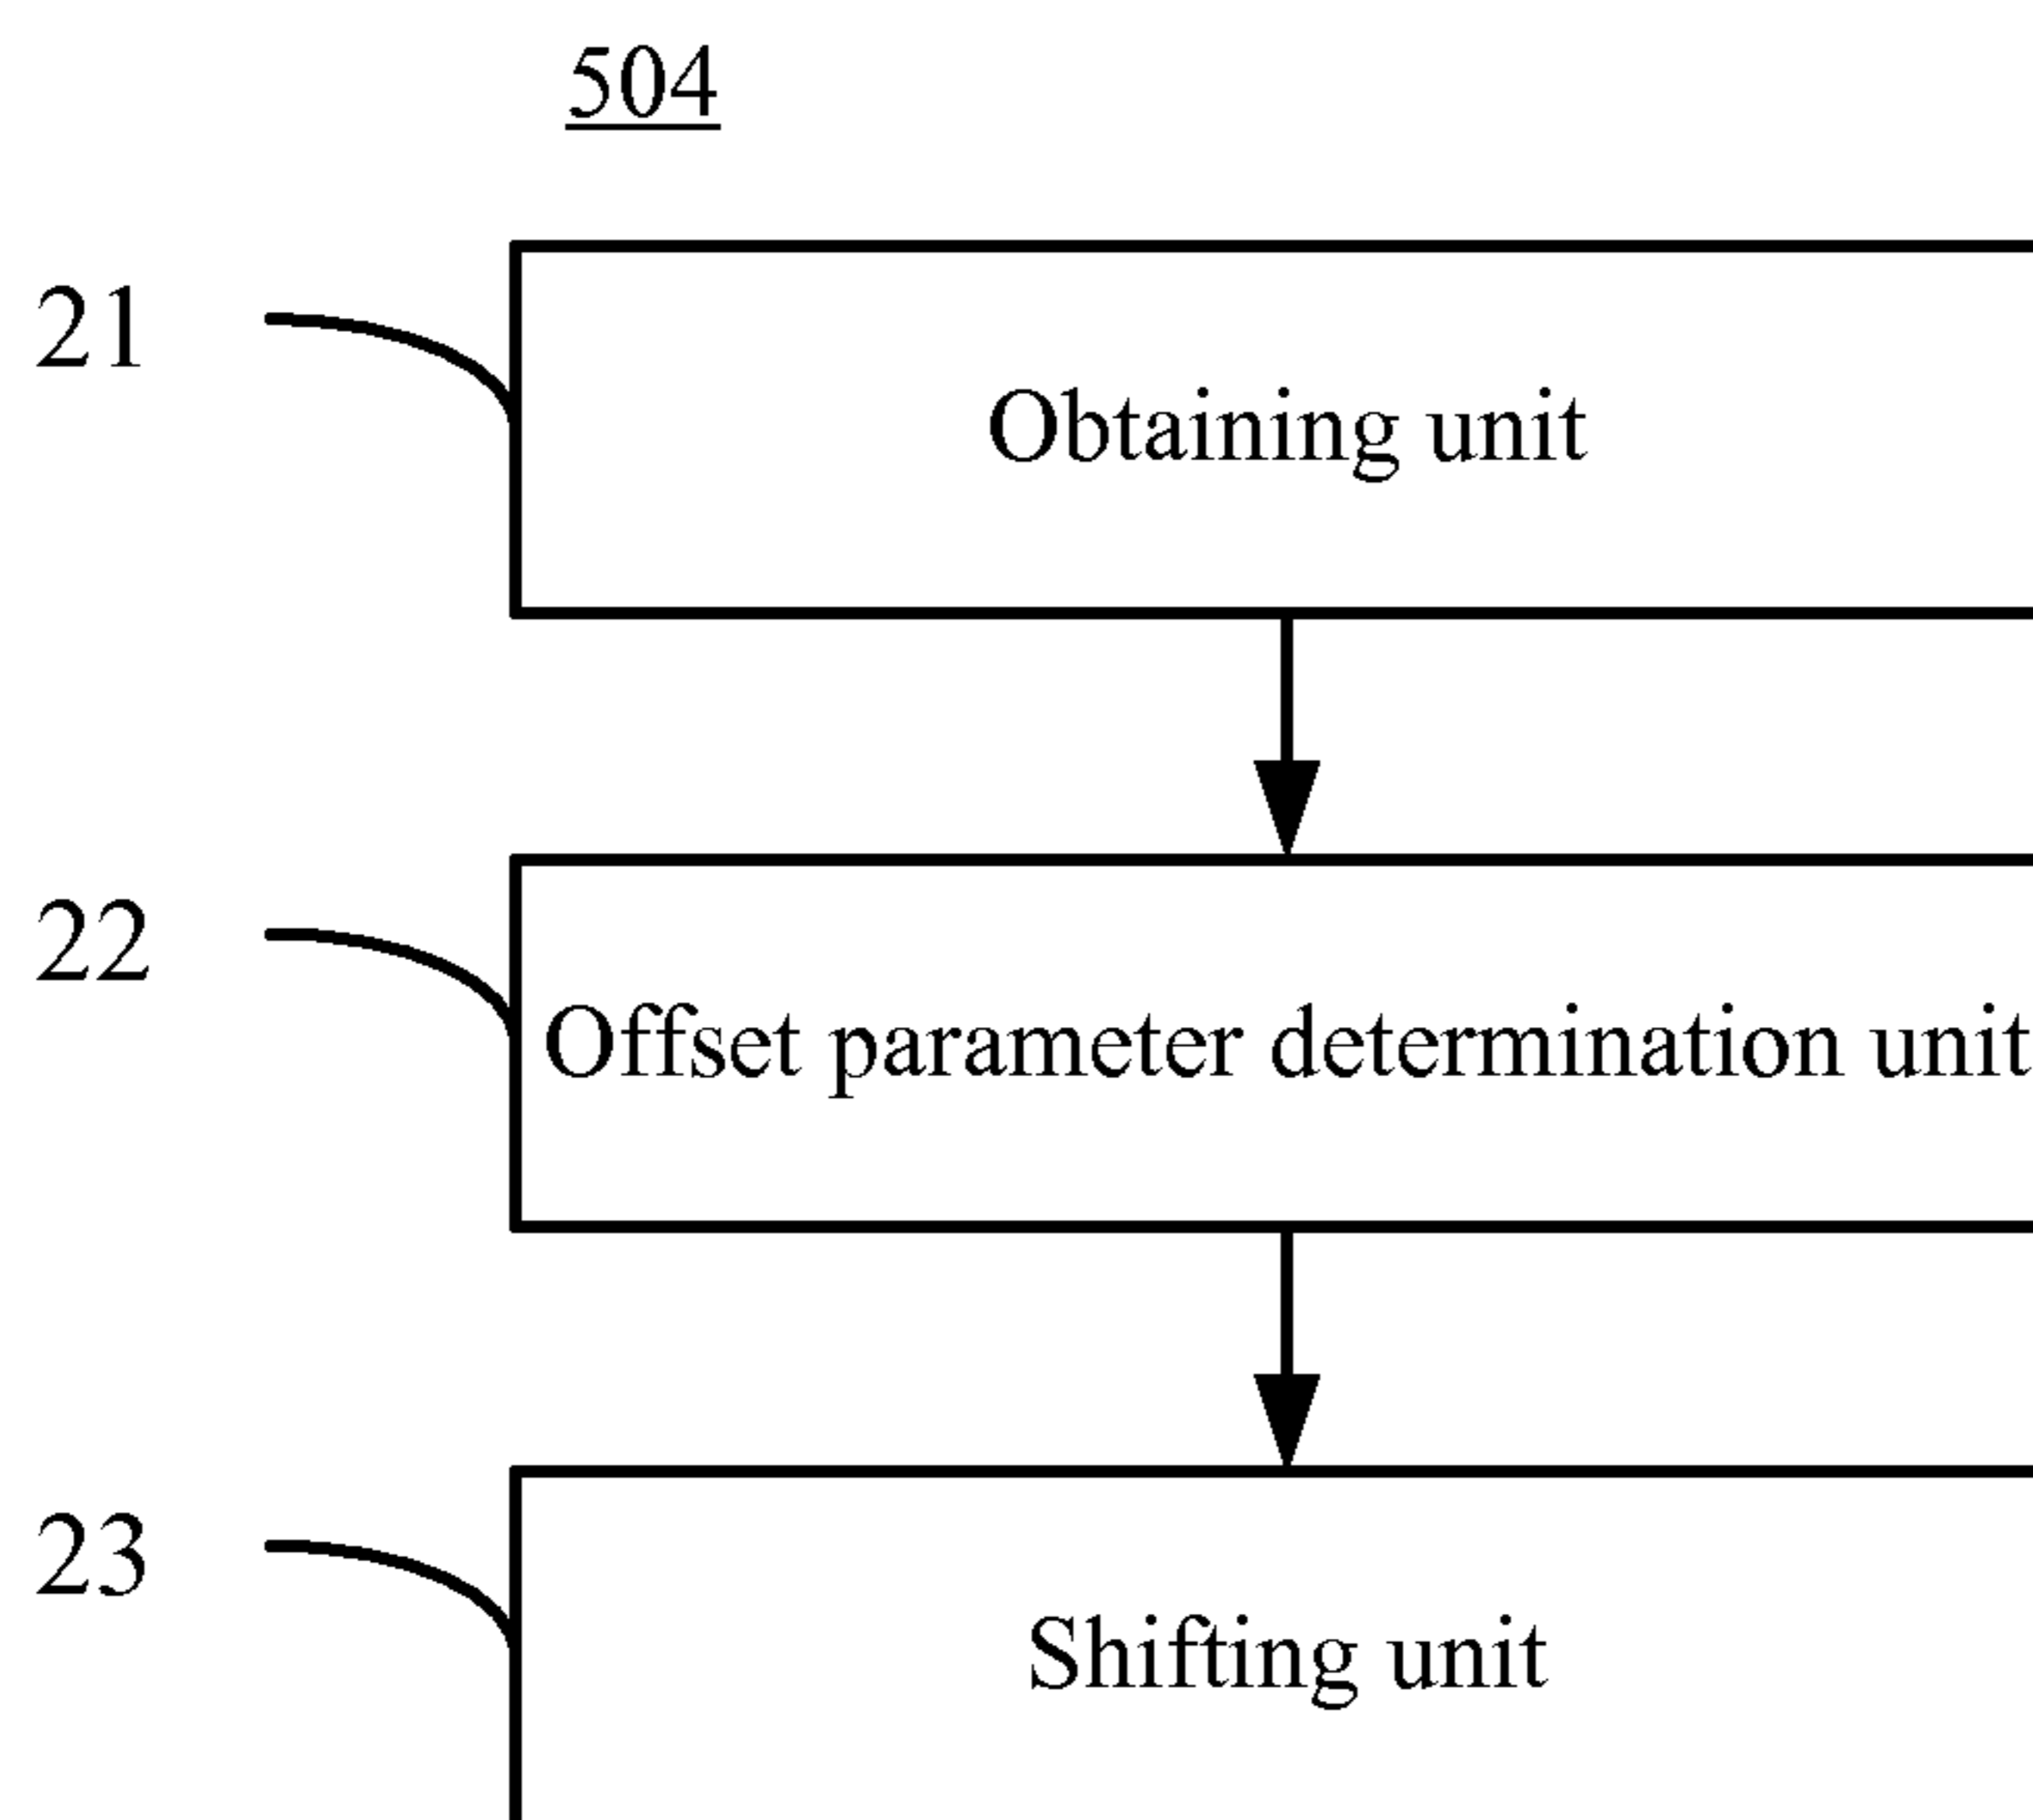 504
21
Obtaining unit
22
Offset parameter determination unit
23
Shifting unit